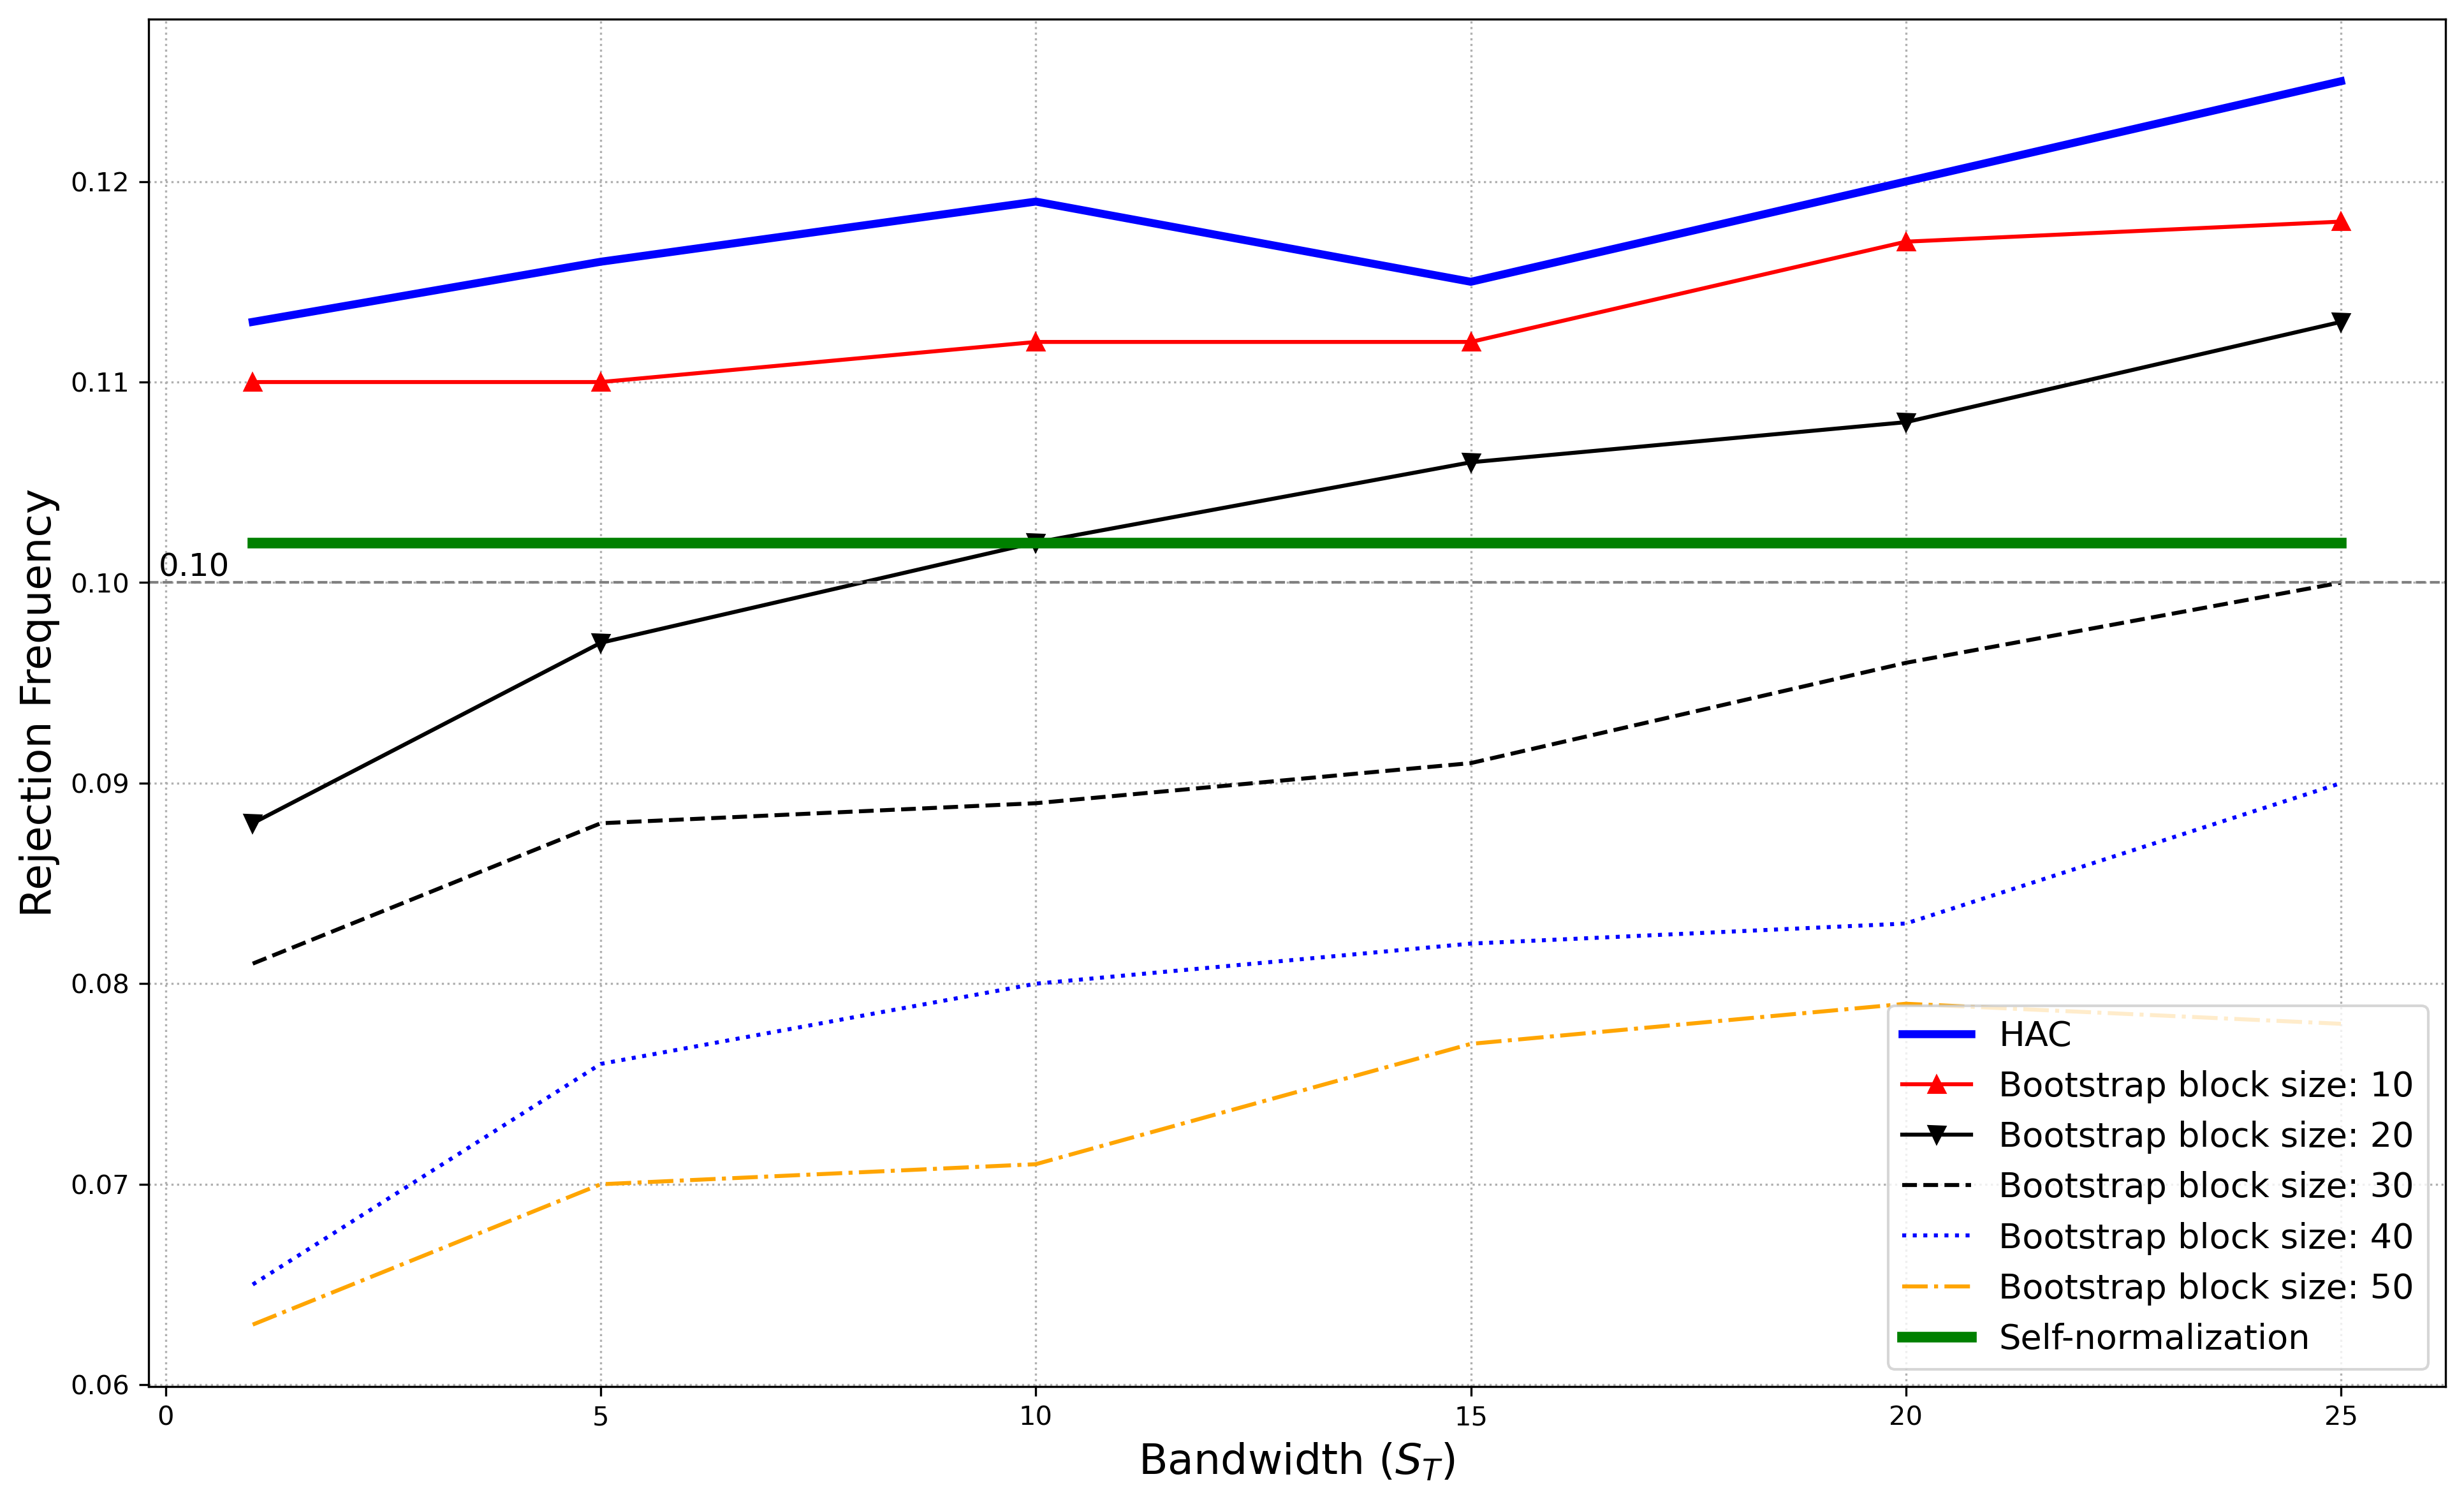 Rejection Frequency
0.12
0.11
0.10
0.10
0.09
0.08
0.07
0.06
HAC
Bootstrap block size: 10
Bootstrap block size: 20
Bootstrap block size: 30
Bootstrap block size: 40
Bootstrap block size: 50
Self-normalization
0 5 10 15 20 25
Bandwidth (S_T)